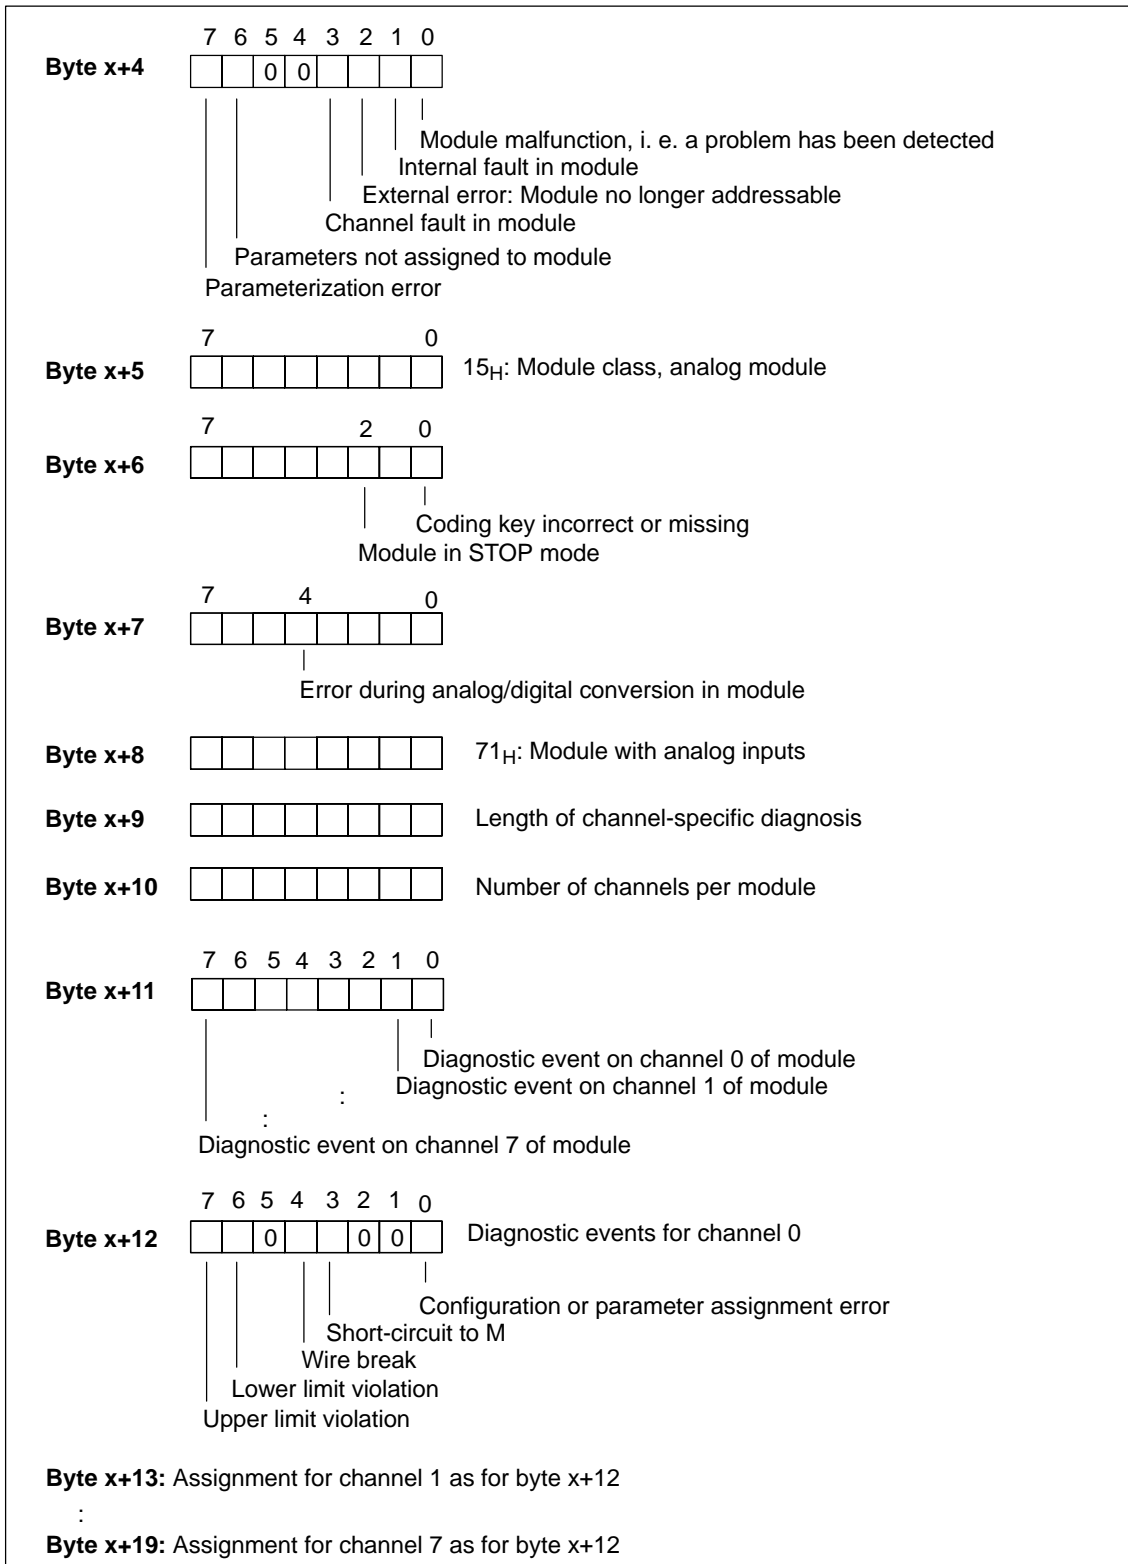 7 6 5 4 3 2 1 0
Byte x+4 0 0
Module malfunction, i. e. a problem has been detected
Internal fault in module
External error: Module no longer addressable
Channel fault in module
Parameters not assigned to module
Parameterization error
7 0
Byte x+5 15H: Module class, analog module
7 2 0
Byte x+6
Coding key incorrect or missing
Module in STOP mode
7 4 0
Byte x+7
Error during analog/digital conversion in module
Byte x+8 71H: Module with analog inputs
Byte x+9 Length of channel-specific diagnosis
Byte x+10 Number of channels per module
7 6 5 4 3 2 1 0
Byte x+11
Diagnostic event on channel 0 of module
Diagnostic event on channel 1 of module
:
:
Diagnostic event on channel 7 of module
7 6 5 4 3 2 1 0
Byte x+12 0 0 0 Diagnostic events for channel 0
Configuration or parameter assignment error
Short-circuit to M
Wire break
Lower limit violation
Upper limit violation
Byte x+13: Assignment for channel 1 as for byte x+12
:
Byte x+19: Assignment for channel 7 as for byte x+12